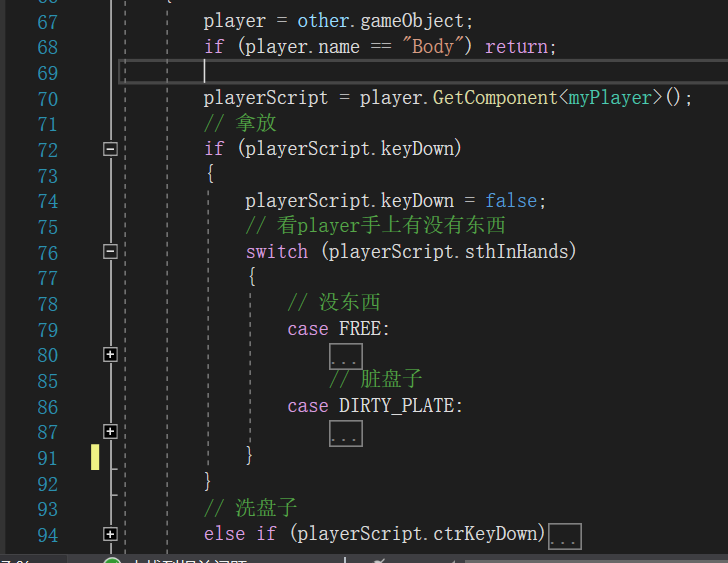 67 player = other.gameObject;
68 if (player.name == "Body") return;
69
70 playerScript = player.GetComponent<myPlayer>();
71 // 拿放
72 if (playerScript.keyDown)
73 {
74 playerScript.keyDown = false;
75 // 看player手上有没有东西
76 switch (playerScript.sthInHands)
77 {
78 // 没东西
79 case FREE:
80 ...
85 // 脏盘子
86 case DIRTY_PLATE:
87 ...
91 }
92 }
93 // 洗盘子
94 else if (playerScript.ctrKeyDown)...